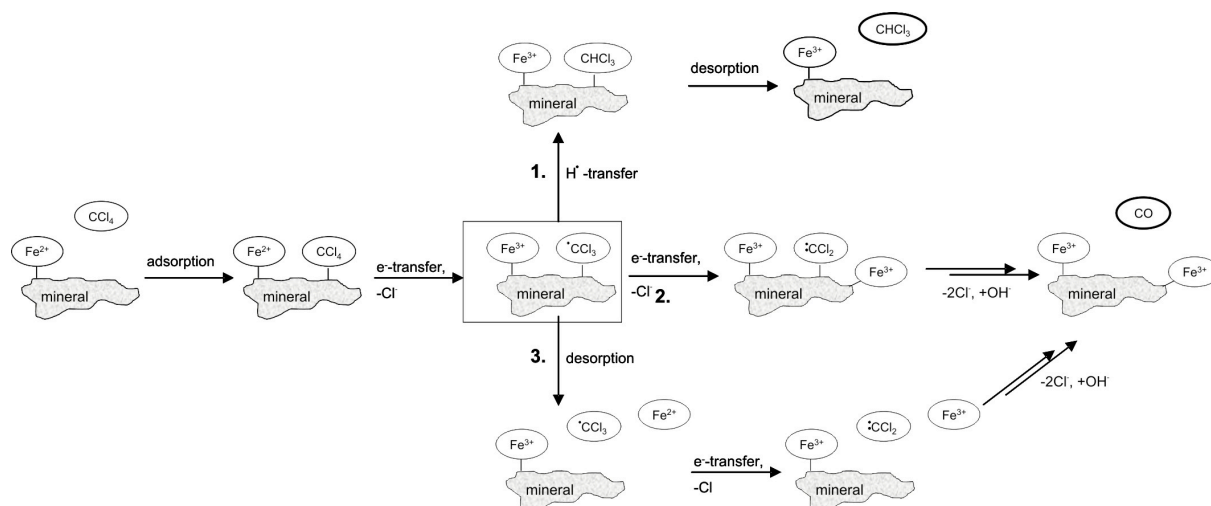 CHCl₃
Fe³⁺
CHCl₃
mineral
desorption
Fe³⁺
mineral
1.
H•-transfer
CCl₄
Fe²⁺
mineral
adsorption
Fe²⁺
CCl₄
mineral
e⁻-transfer,
-Cl⁻
Fe³⁺
•CCl₃
mineral
e⁻-transfer,
-Cl⁻
2.
Fe³⁺
:CCl₂
Fe³⁺
mineral
-2Cl⁻, +OH⁻
CO
Fe³⁺
Fe³⁺
mineral
3.
desorption
-2Cl⁻, +OH⁻
Fe³⁺
•CCl₃
Fe²⁺
mineral
e⁻-transfer,
-Cl
Fe³⁺
:CCl₂
Fe³⁺
mineral